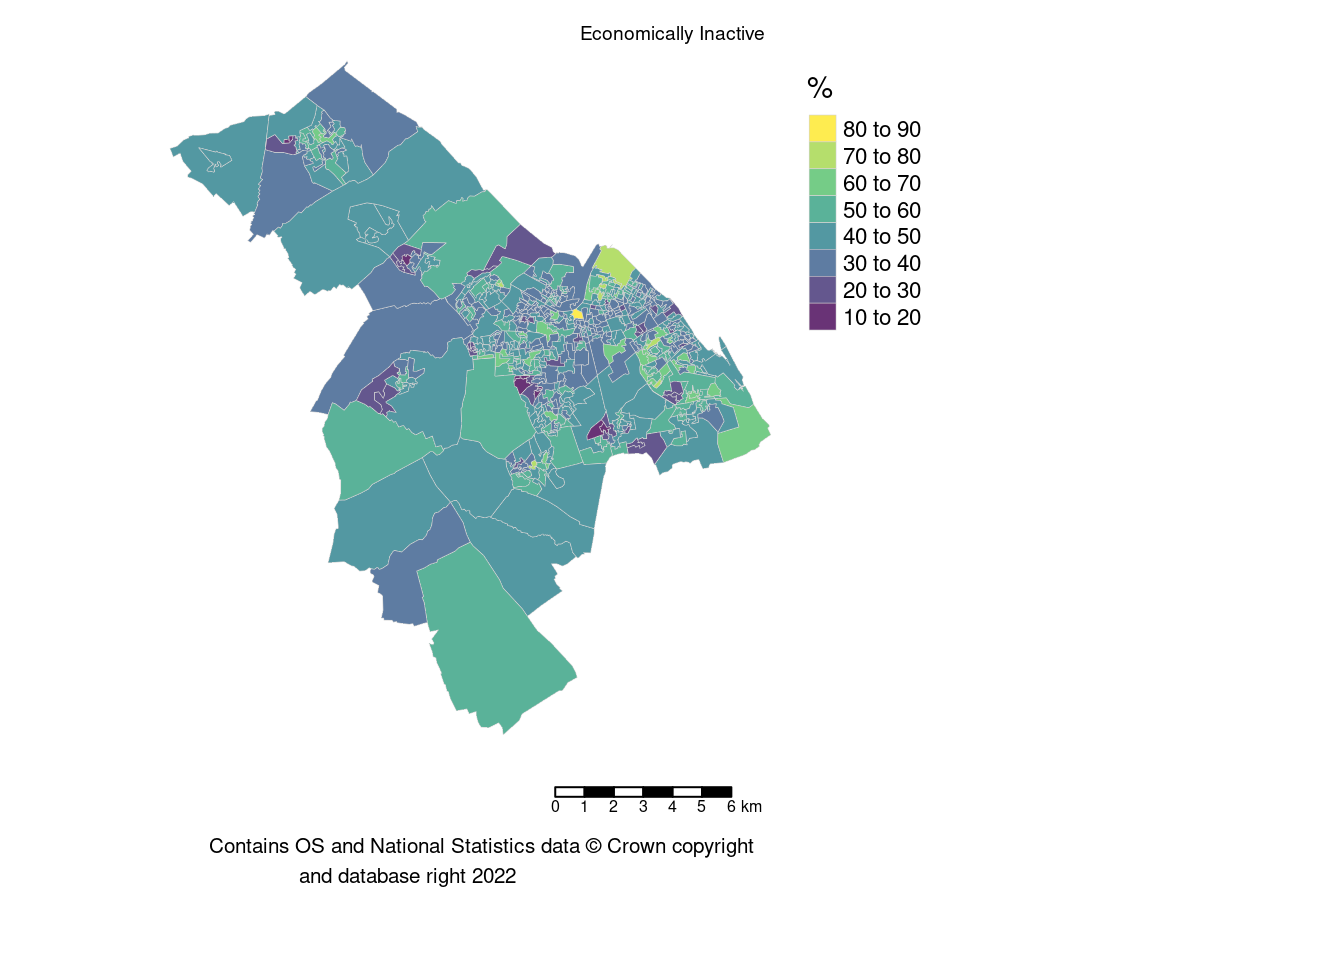 Economically Inactive
%
80 to 90
70 to 80
60 to 70
50 to 60
40 to 50
30 to 40
20 to 30
10 to 20
0 1 2 3 4 5 6 km
Contains OS and National Statistics data © Crown copyright
and database right 2022